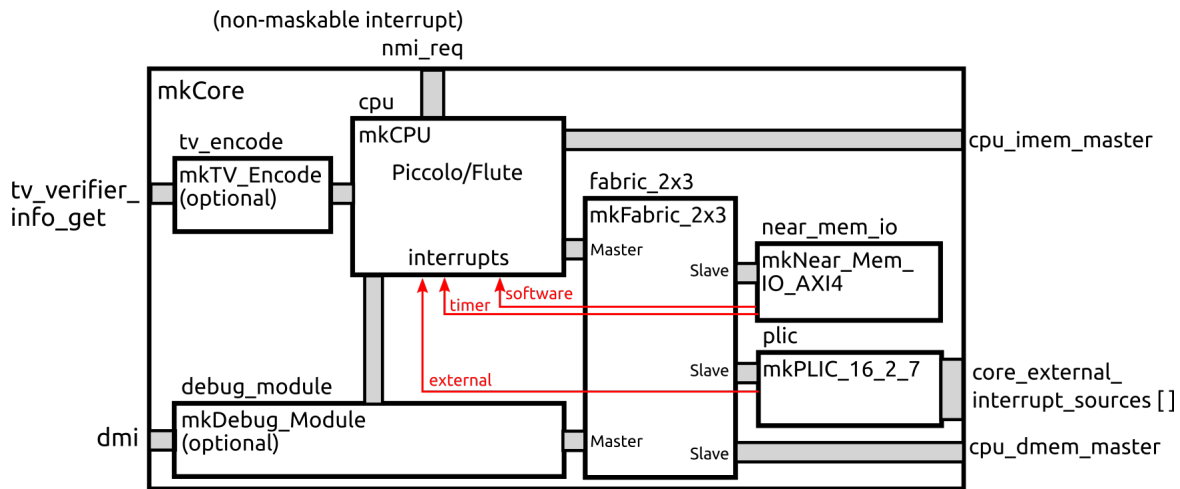 (non-maskable interrupt)
nmi_req
mkCore
cpu
mkCPU
Piccolo/Flute
interrupts
tv_encode
mkTV_Encode
(optional)
tv_verifier_
info_get
cpu_imem_master
fabric_2x3
mkFabric_2x3
Master
Slave
near_mem_io
mkNear_Mem_
IO_AXI4
software
timer
plic
mkPLIC_16_2_7
Slave
external
core_external_
interrupt_sources [ ]
debug_module
mkDebug_Module
(optional)
dmi
Master
Slave
cpu_dmem_master